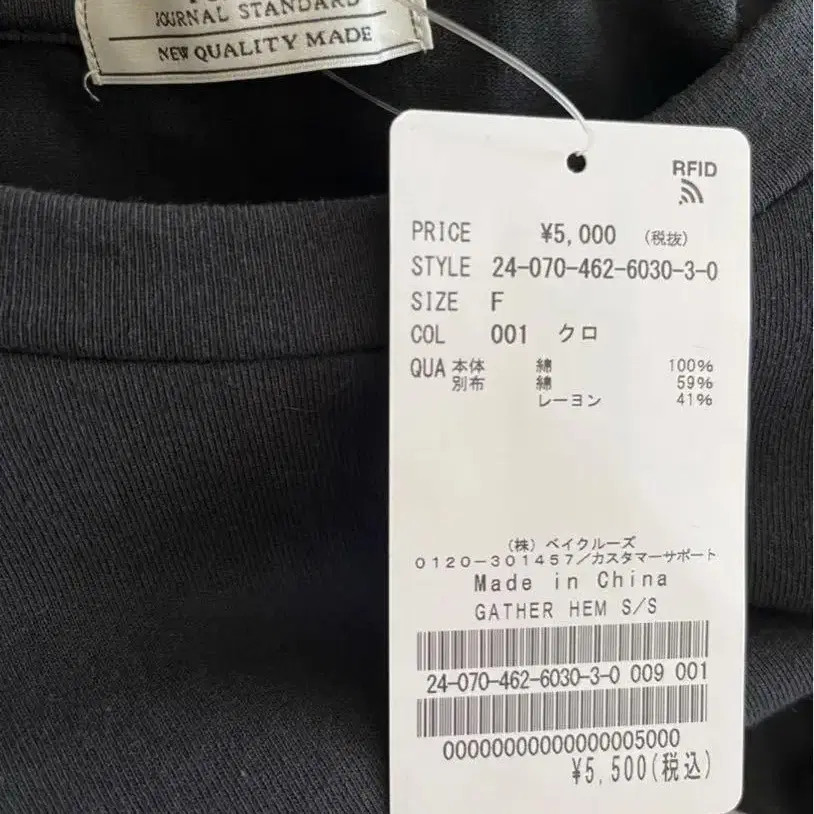 JOURNAL STANDARD
NEW QUALITY MADE
RFID
PRICE ¥5,000 (税抜)
STYLE 24-070-462-6030-3-0
SIZE F
COL 001 クロ
QUA 本体 綿 100%
別布 綿 59%
レーヨン 41%
(株) ベイクルーズ
0120-301457/カスタマーサポート
Made in China
GATHER HEM S/S
24-070-462-6030-3-0 009 001
00000000000000005000
¥5,500(税込)